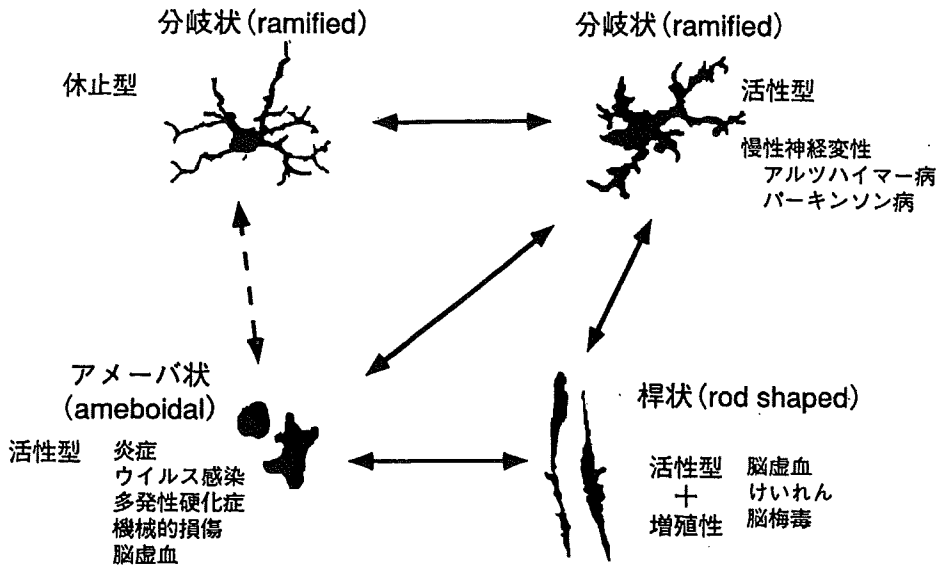 分岐状(ramified)
休止型
分岐状(ramified)
活性型
慢性神経変性
アルツハイマー病
パーキンソン病
アメーバ状
(ameboidal)
活性型
炎症
ウイルス感染
多発性硬化症
機械的損傷
脳虚血
桿状(rod shaped)
活性型
+
増殖性
脳虚血
けいれん
脳梅毒